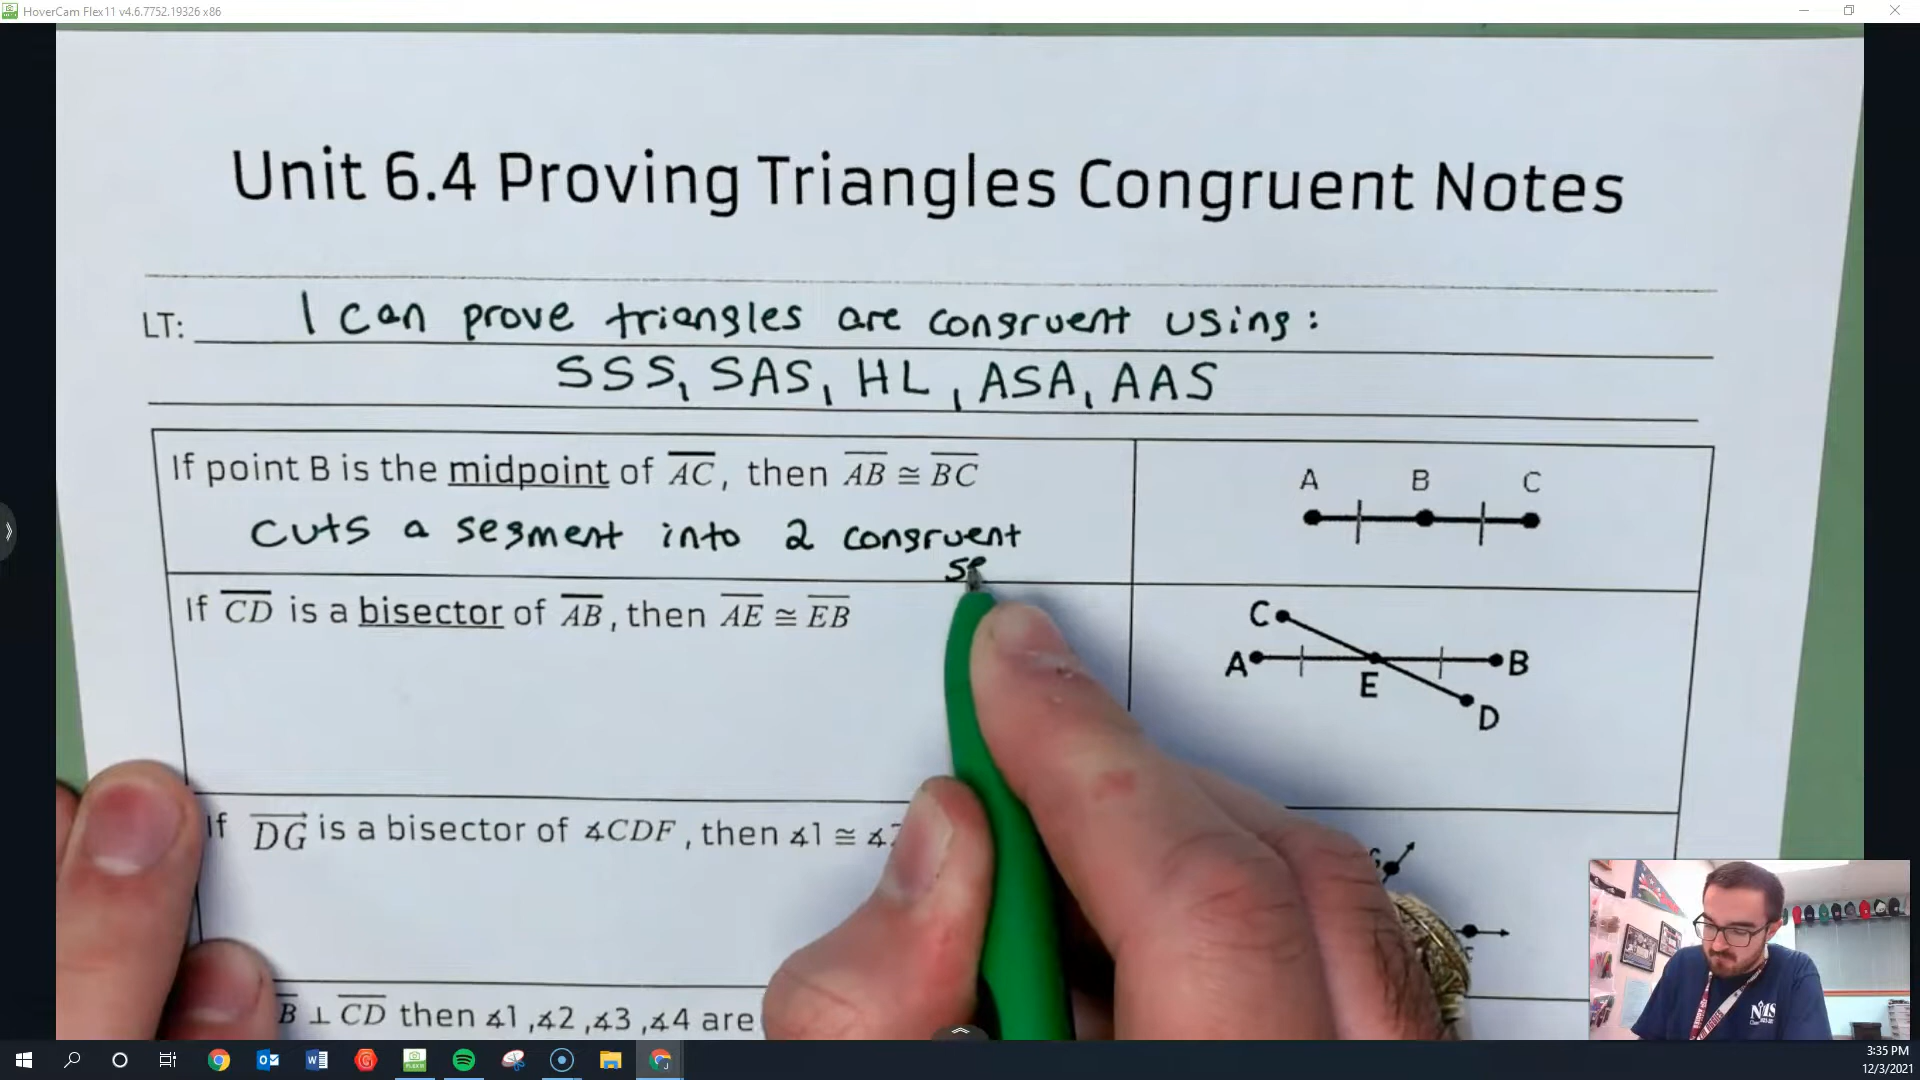 HoverCam Flex11 v4.6.7752.19326 x86
Unit 6.4 Proving Triangles Congruent Notes
LT: I can prove triangles are congruent using:
SSS, SAS, HL, ASA, AAS
If point B is the midpoint of AC, then AB ≅ BC
A B C
cuts a segment into 2 congruent
se
If CD is a bisector of AB, then AE ≅ EB
C
A B
E
D
If DG is a bisector of ∡CDF, then ∡1 ≅ ∡
G
B ⊥ CD then ∡1, ∡2, ∡3, ∡4 are
NMS
3:35 PM
12/3/2021